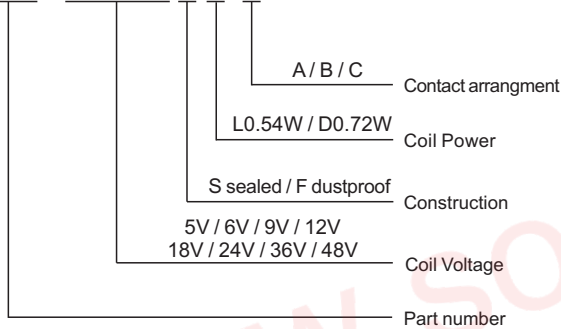 A / B / C
Contact arrangment
L0.54W / D0.72W
Coil Power
S sealed / F dustproof
Construction
5V / 6V / 9V / 12V
18V / 24V / 36V / 48V
Coil Voltage
Part number